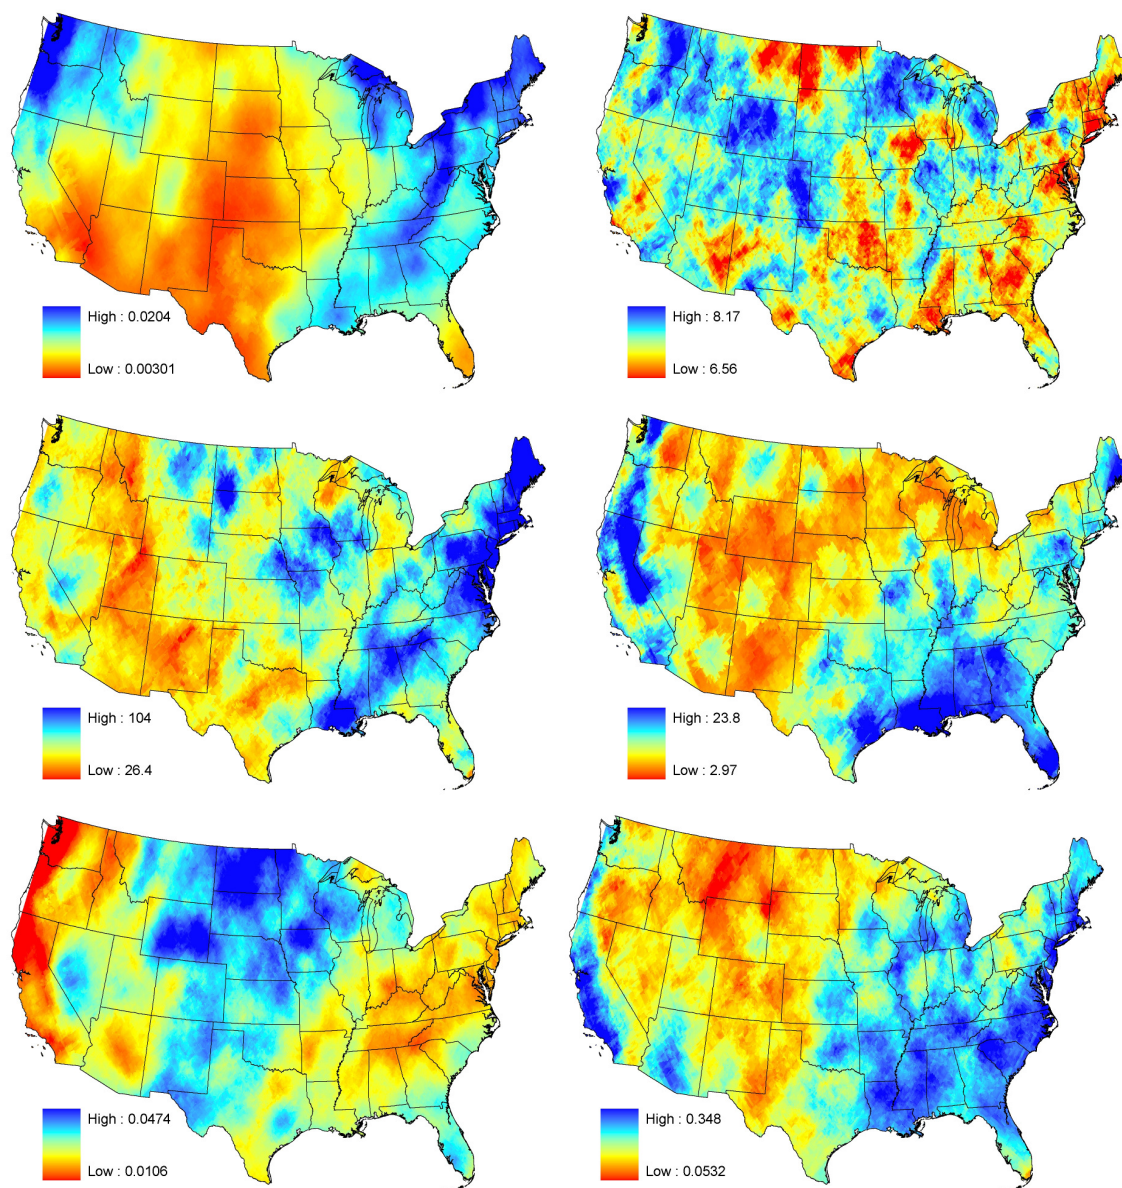 High : 0.0204
Low : 0.00301
High : 8.17
Low : 6.56
High : 104
Low : 26.4
High : 23.8
Low : 2.97
High : 0.0474
Low : 0.0106
High : 0.348
Low : 0.0532